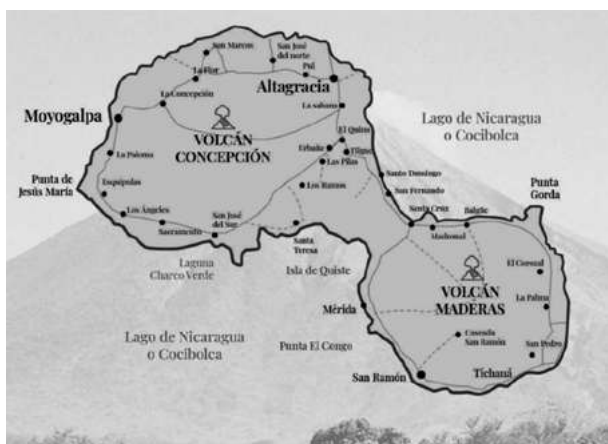 San Marcos
San José
del norte
La Flor
Pul
Altagracia
La Concepción
La sabana
Moyogalpa
Lago de Nicaragua
o Cocibolca
VOLCÁN
CONCEPCIÓN
El Quino
Urbaite
Tilgue
Las Pilas
La Paloma
Punta de
Jesús María
Esquipulas
Los Ramos
Santo Domingo
San Fernando
Punta
Gorda
Los Ángeles
Sacramento
San José
del Sur
Santa
Teresa
Santa Cruz
Madroñal
Balgüe
Laguna
Charco Verde
Isla de Quiste
El Corozal
VOLCÁN
MADERAS
La Palma
Mérida
Lago de Nicaragua
o Cocibolca
Punta El Congo
Cascada
San Ramón
San Pedro
San Ramón
Tichaná